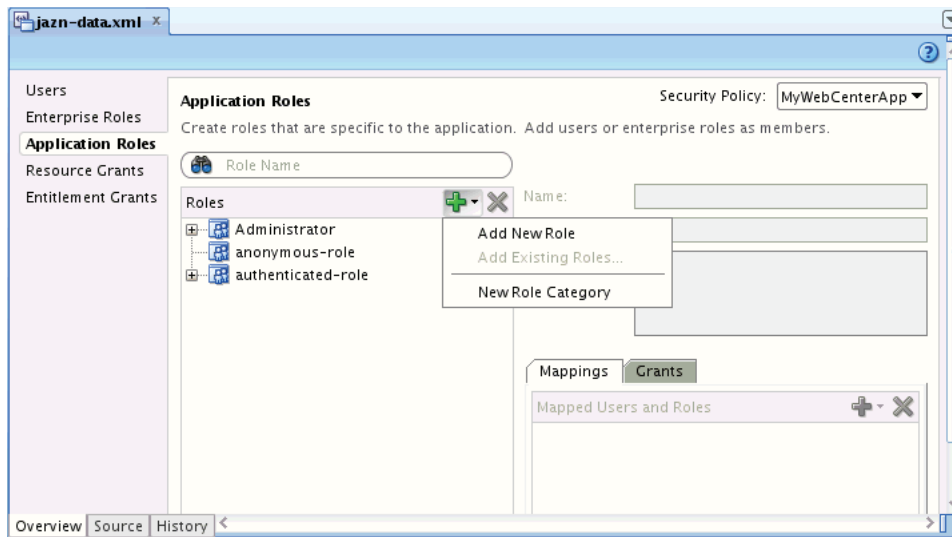 jazn-data.xml x
Users
Enterprise Roles
Application Roles
Resource Grants
Entitlement Grants
Application Roles
Security Policy: MyWebCenterApp
Create roles that are specific to the application. Add users or enterprise roles as members.
Role Name
Roles
Administrator
anonymous-role
authenticated-role
Add New Role
Add Existing Roles...
New Role Category
Name:
Mappings Grants
Mapped Users and Roles
Overview Source History